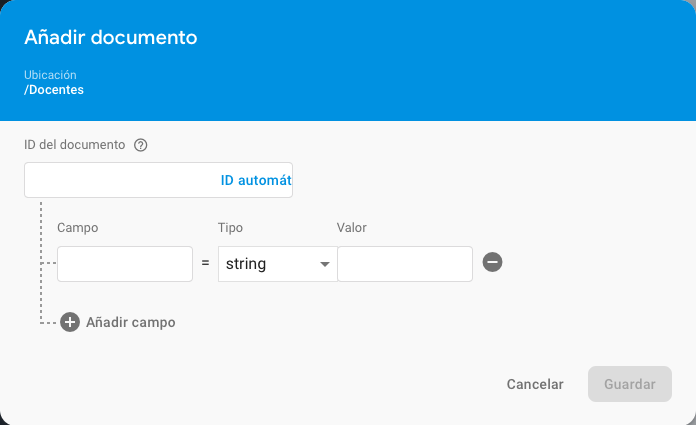 Añadir documento
Ubicación
/Docentes
ID del documento
ID automát
Campo Tipo Valor
= string
Añadir campo
Cancelar Guardar